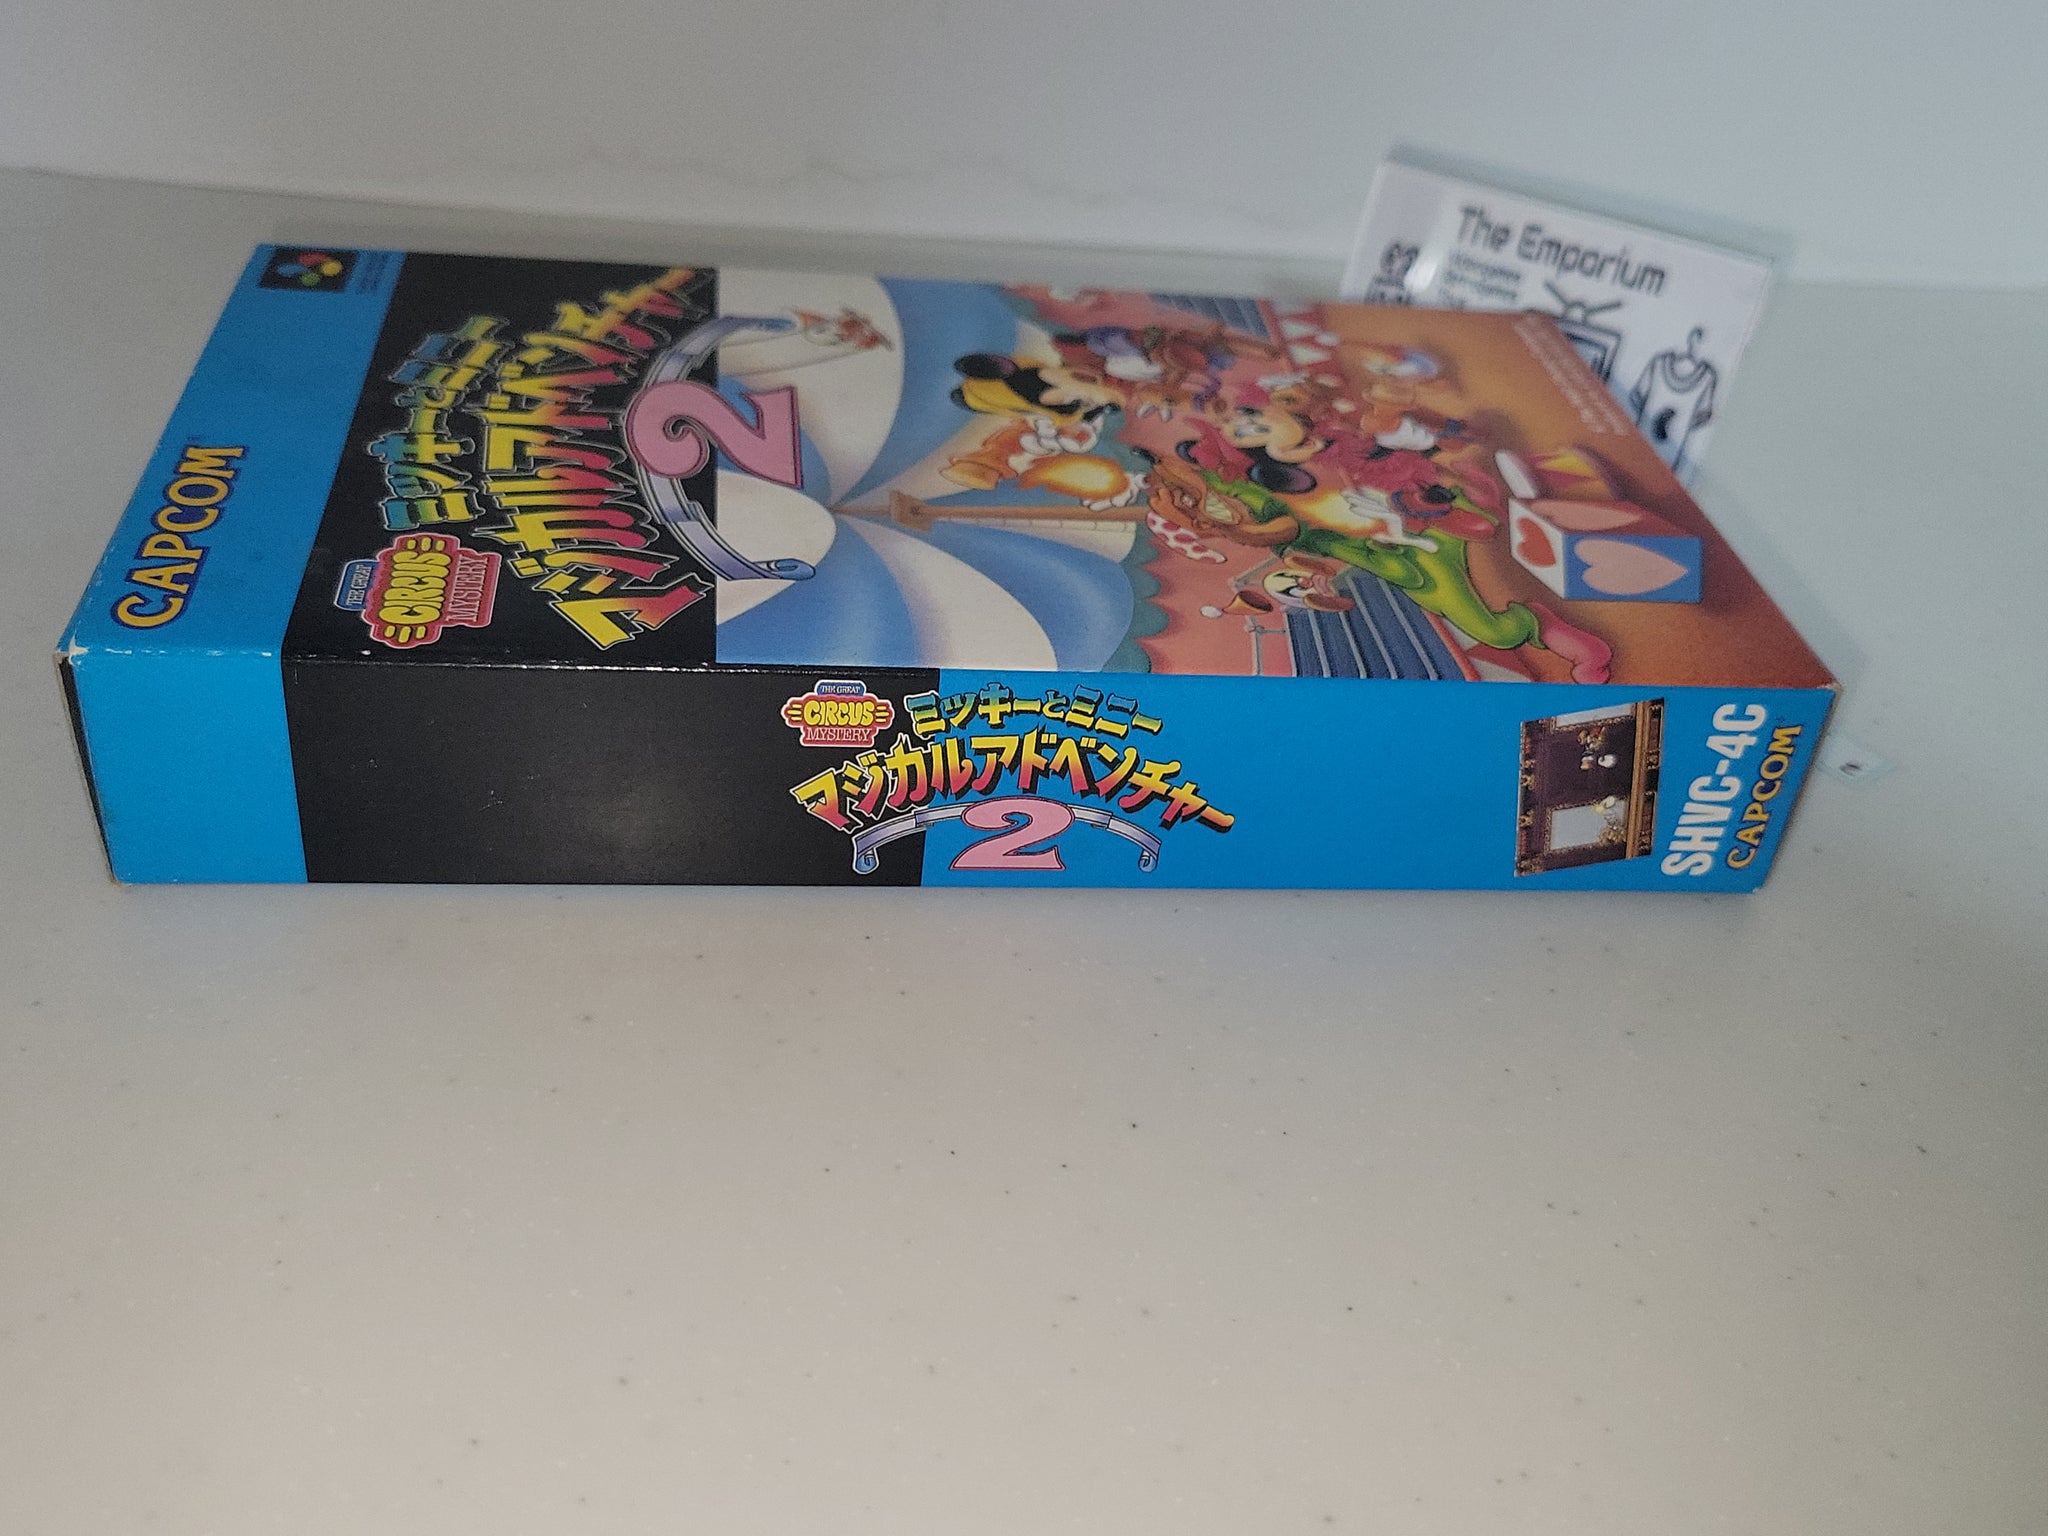 CAPCOM
THE GREAT
CIRCUS
MYSTERY
ミッキーとミニー
マジカルアドベンチャー
2
THE GREAT
CIRCUS
MYSTERY
ミッキーとミニー
マジカルアドベンチャー
2
SHVC-4C
CAPCOM
The Emporium